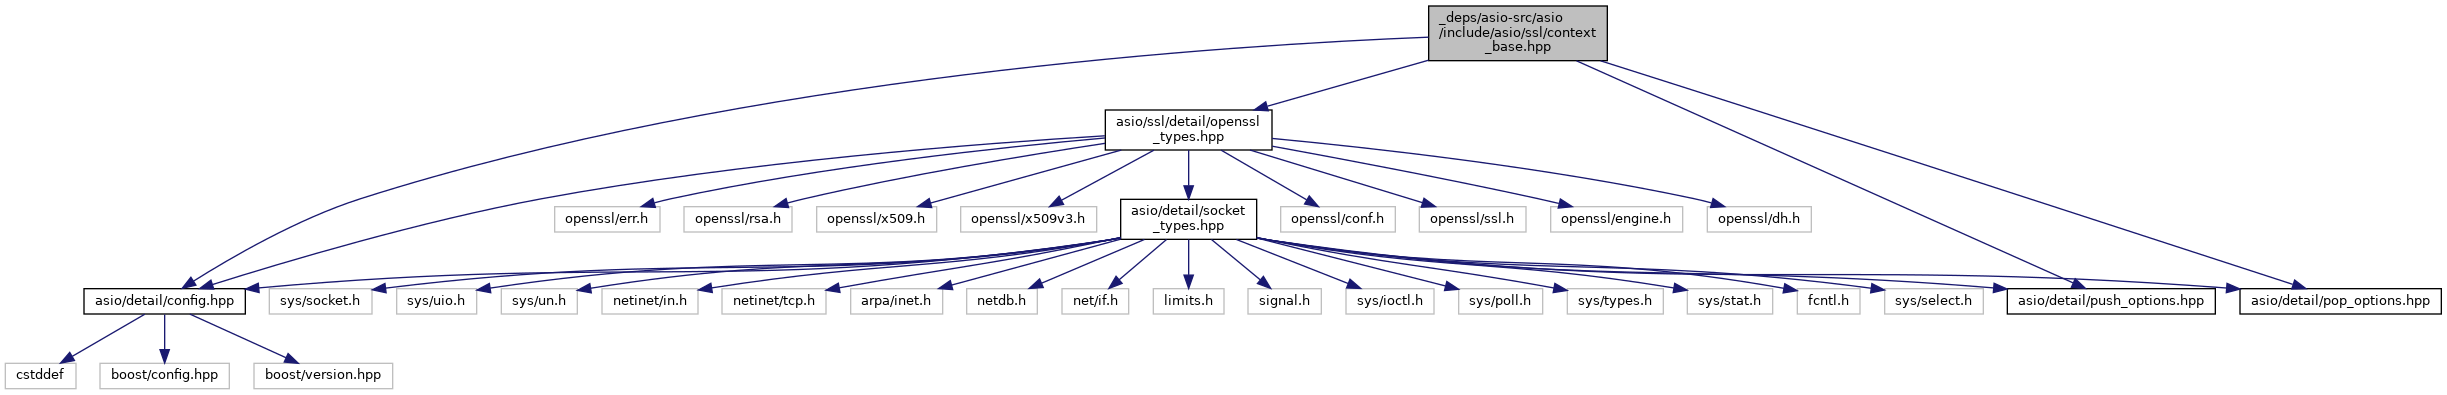 _deps/asio-src/asio
/include/asio/ssl/context
_base.hpp
asio/ssl/detail/openssl
_types.hpp
openssl/err.h
openssl/rsa.h
openssl/x509.h
openssl/x509v3.h
asio/detail/socket
_types.hpp
openssl/conf.h
openssl/ssl.h
openssl/engine.h
openssl/dh.h
asio/detail/config.hpp
sys/socket.h
sys/uio.h
sys/un.h
netinet/in.h
netinet/tcp.h
arpa/inet.h
netdb.h
net/if.h
limits.h
signal.h
sys/ioctl.h
sys/poll.h
sys/types.h
sys/stat.h
fcntl.h
sys/select.h
asio/detail/push_options.hpp
asio/detail/pop_options.hpp
cstddef
boost/config.hpp
boost/version.hpp